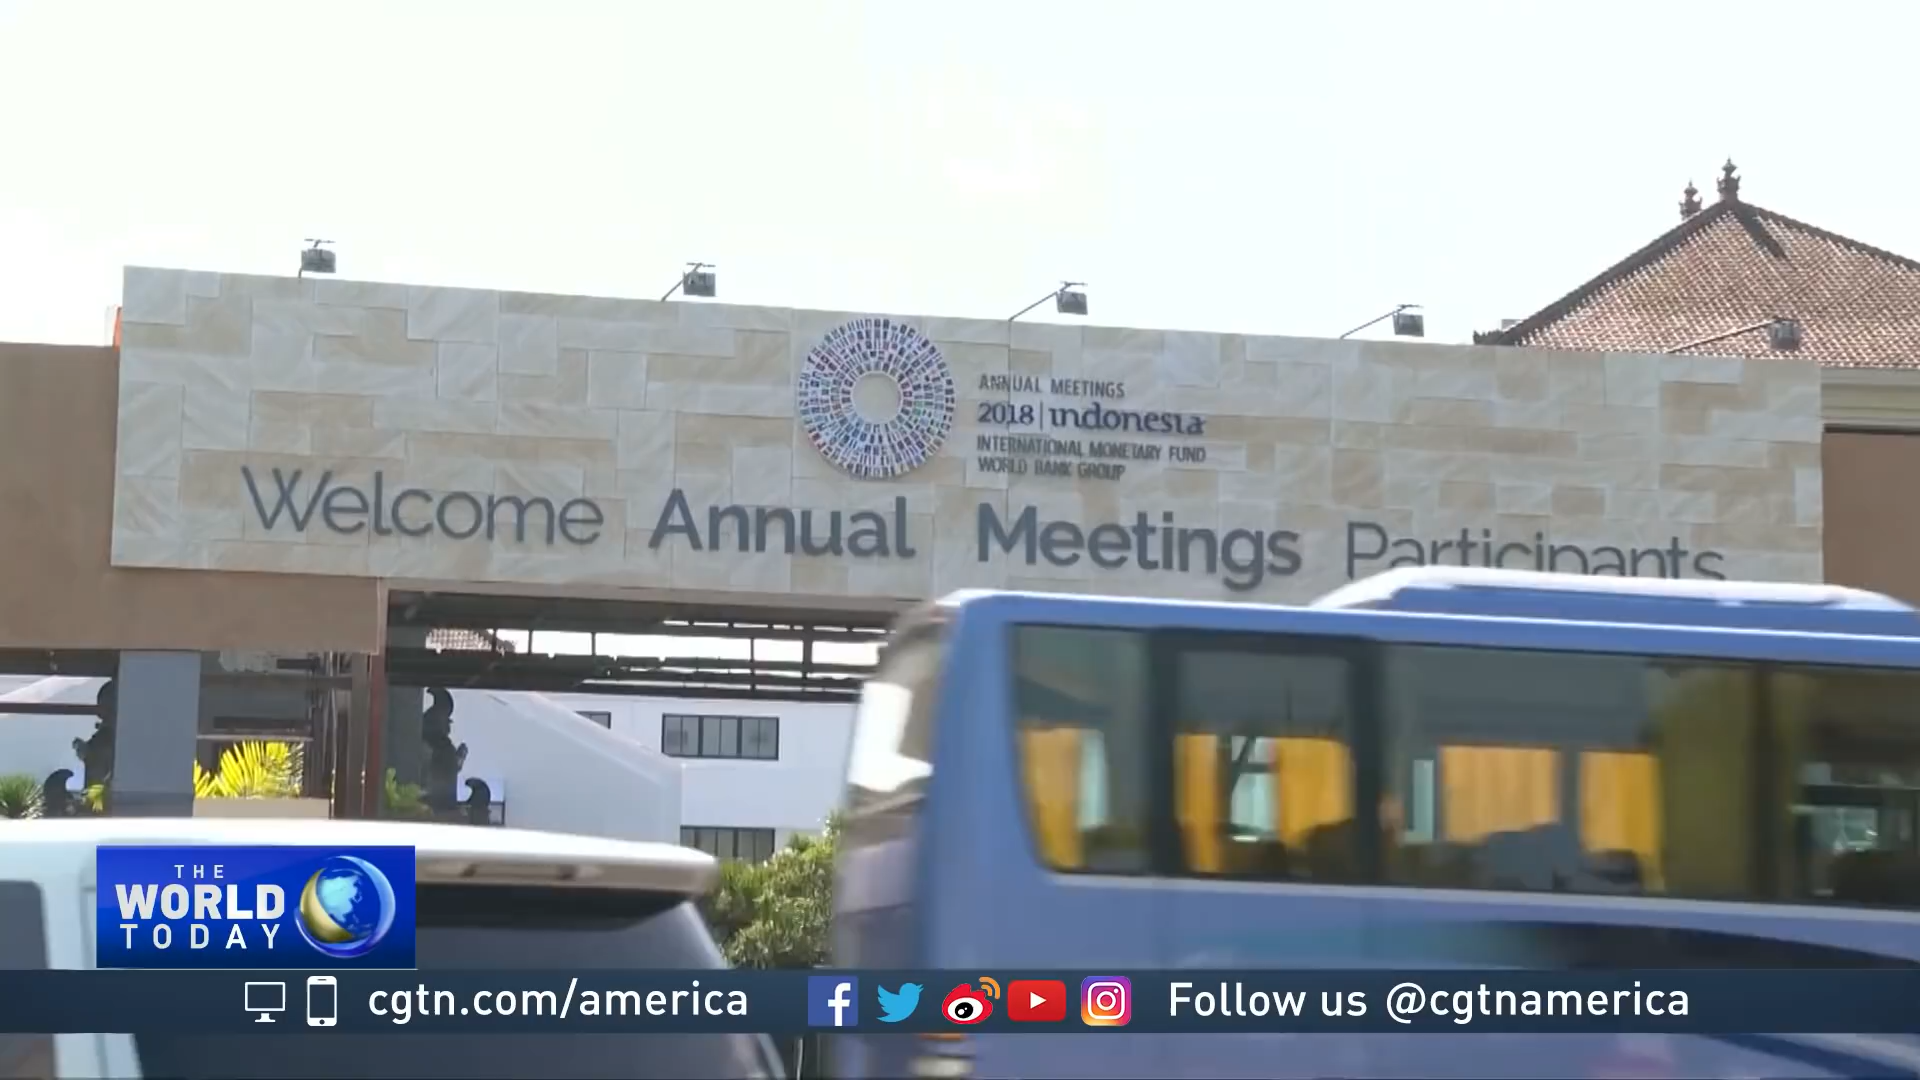 ANNUAL MEETINGS
2018 | indonesia
INTERNATIONAL MONETARY FUND
WORLD BANK GROUP
Welcome Annual Meetings Participants
THE
WORLD
TODAY
cgtn.com/america
Follow us @cgtnamerica